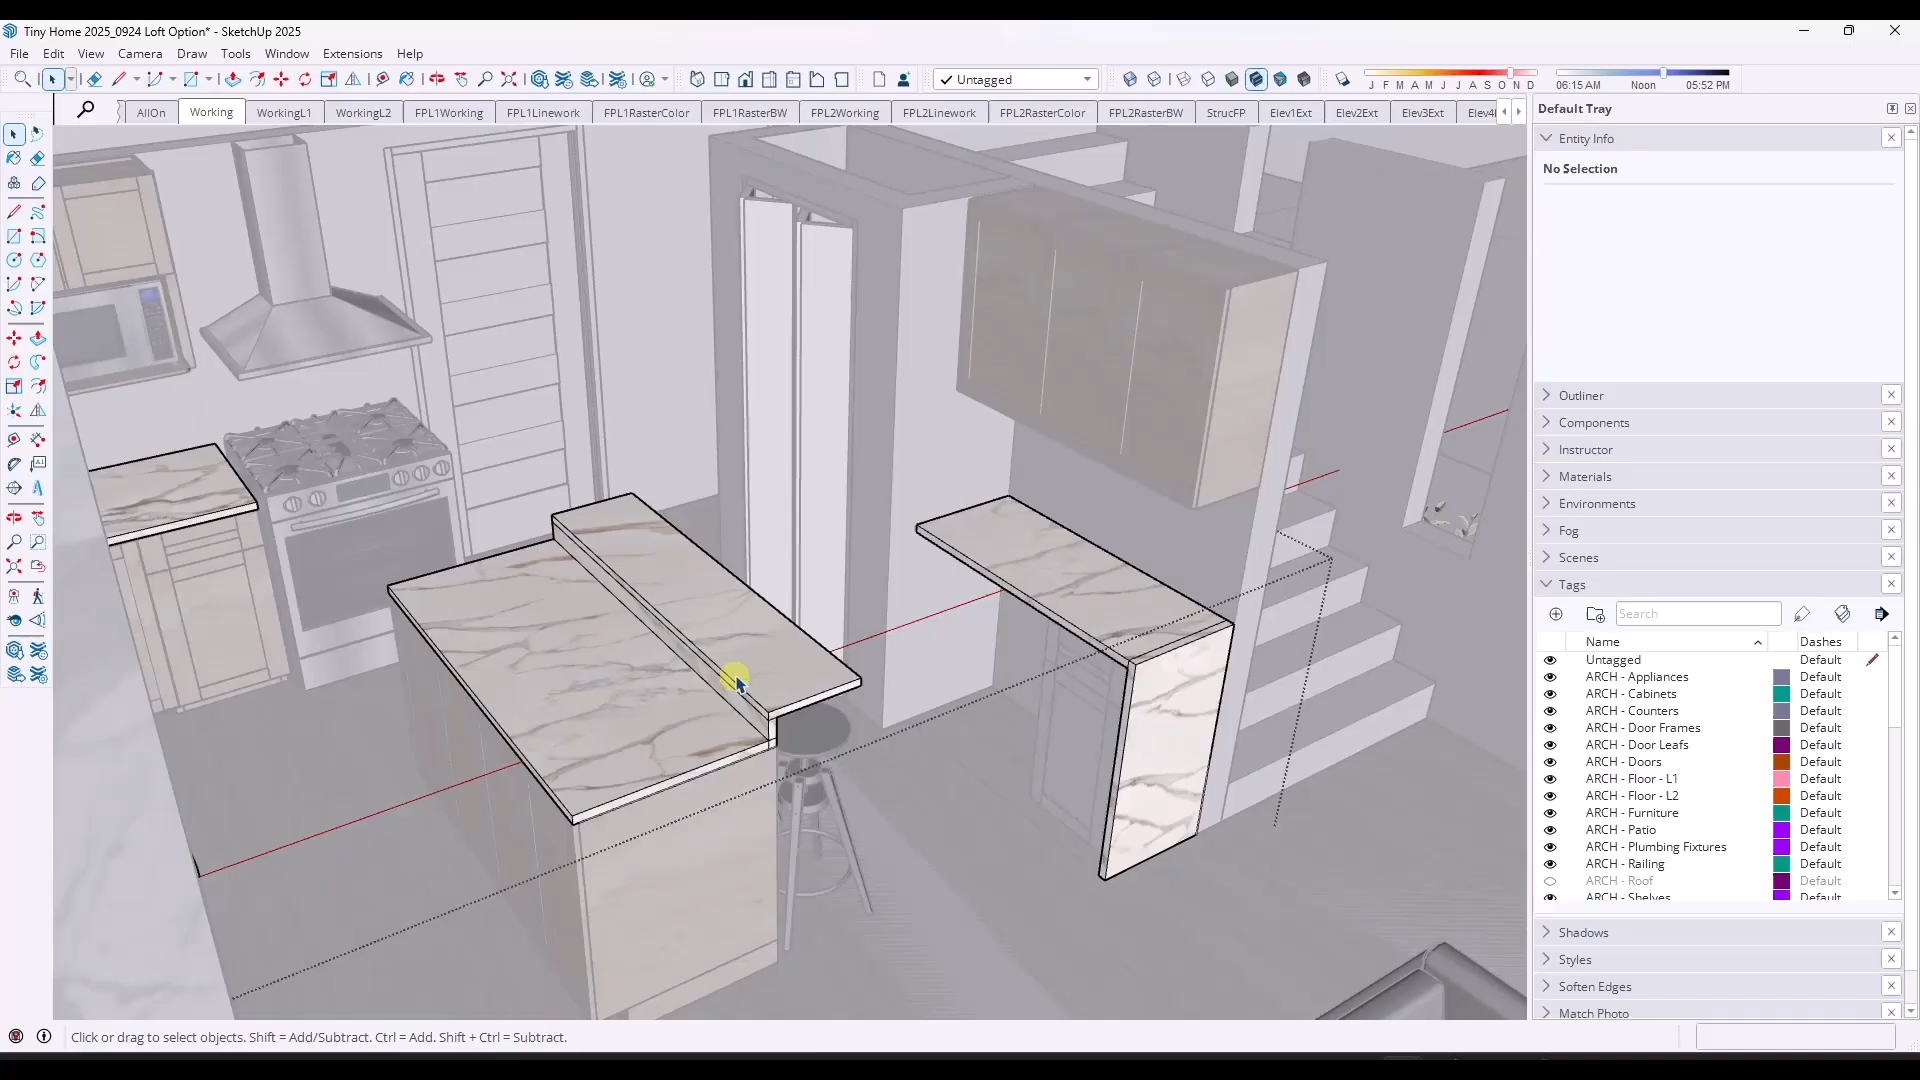 Tiny Home 2025_0924 Loft Option* - SketchUp 2025
File Edit View Camera Draw Tools Window Extensions Help
Untagged
J F M A M J J A S O N D
06:15 AM Noon 05:52 PM
AllOn Working WorkingL1 WorkingL2 FPL1Working FPL1Linework FPL1RasterColor FPL1RasterBW FPL2Working FPL2Linework FPL2RasterColor FPL2RasterBW StrucFP Elev1Ext Elev2Ext Elev3Ext
Default Tray
Entity Info
No Selection
Outliner
Components
Instructor
Materials
Environments
Fog
Scenes
Tags
Search
Name Dashes
Untagged Default
ARCH - Appliances Default
ARCH - Cabinets Default
ARCH - Counters Default
ARCH - Door Frames Default
ARCH - Door Leafs Default
ARCH - Doors Default
ARCH - Floor - L1 Default
ARCH - Floor - L2 Default
ARCH - Furniture Default
ARCH - Patio Default
ARCH - Plumbing Fixtures Default
ARCH - Railing Default
ARCH - Roof Default
ARCH - Shelves Default
Shadows
Styles
Soften Edges
Match Photo
Click or drag to select objects. Shift = Add/Subtract. Ctrl = Add. Shift + Ctrl = Subtract.